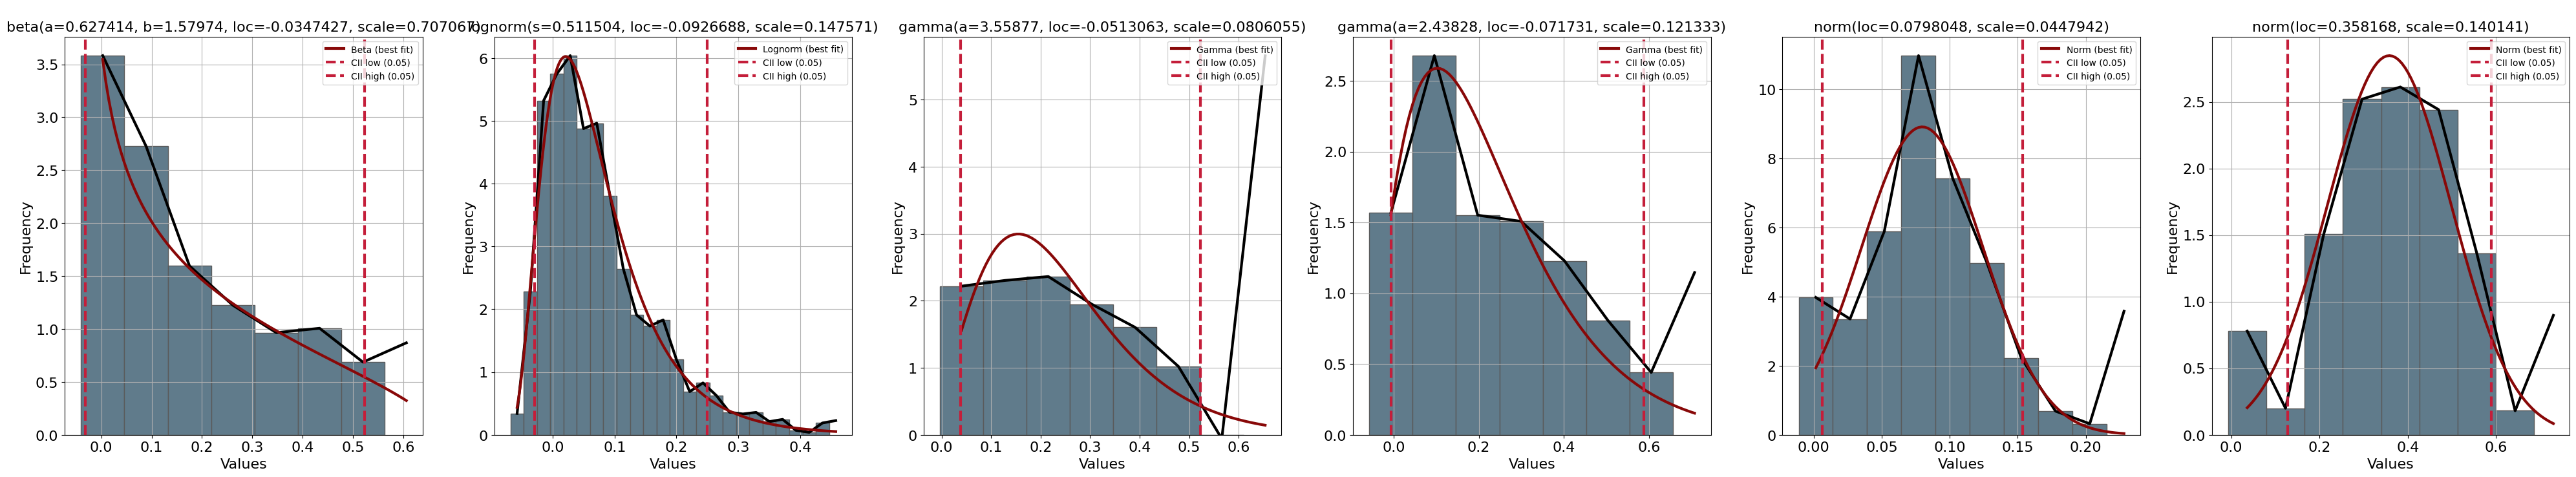 beta(a=0.627414, b=1.57974, loc=-0.0347427, scale=0.707067)
Beta (best fit)
CII low (0.05)
CII high (0.05)
Frequency
3.5
3.0
2.5
2.0
1.5
1.0
0.5
0.0
0.0 0.1 0.2 0.3 0.4 0.5 0.6
Values
lognorm(s=0.511504, loc=-0.0926688, scale=0.147571)
Lognorm (best fit)
CII low (0.05)
CII high (0.05)
Frequency
6
5
4
3
2
1
0
0.0 0.1 0.2 0.3 0.4
Values
gamma(a=3.55877, loc=-0.0513063, scale=0.0806055)
Gamma (best fit)
CII low (0.05)
CII high (0.05)
Frequency
5
4
3
2
1
0
0.0 0.1 0.2 0.3 0.4 0.5 0.6
Values
gamma(a=2.43828, loc=-0.071731, scale=0.121333)
Gamma (best fit)
CII low (0.05)
CII high (0.05)
Frequency
2.5
2.0
1.5
1.0
0.5
0.0
0.0 0.2 0.4 0.6
Values
norm(loc=0.0798048, scale=0.0447942)
Norm (best fit)
CII low (0.05)
CII high (0.05)
Frequency
10
8
6
4
2
0
0.00 0.05 0.10 0.15 0.20
Values
norm(loc=0.358168, scale=0.140141)
Norm (best fit)
CII low (0.05)
CII high (0.05)
Frequency
2.5
2.0
1.5
1.0
0.5
0.0
0.0 0.2 0.4 0.6
Values